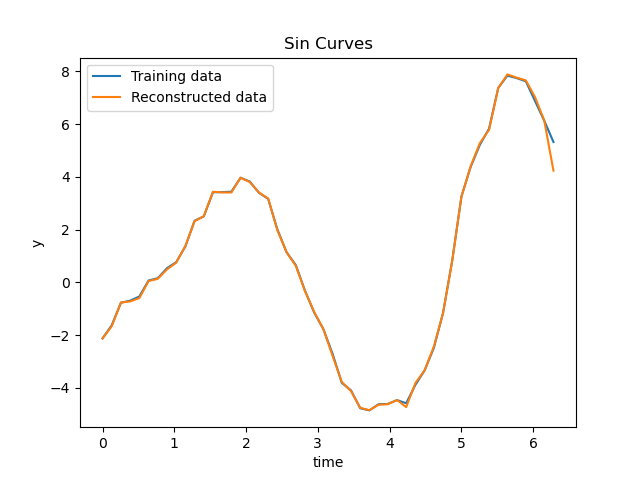 Sin Curves
Training data
Reconstructed data
8
6
4
2
0
−2
−4
y
0 1 2 3 4 5 6
time